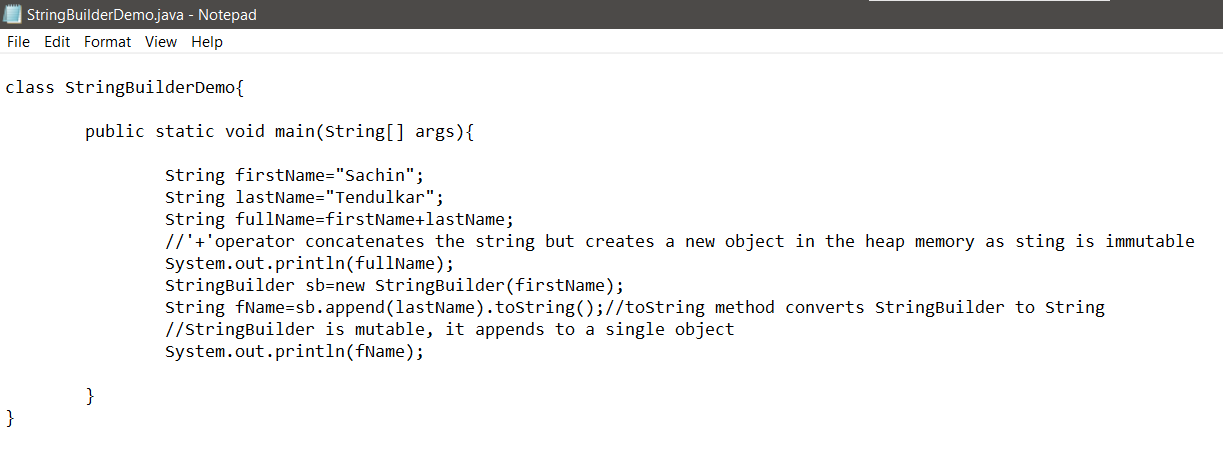 StringBuilderDemo.java - Notepad
File Edit Format View Help
class StringBuilderDemo{
public static void main(String[] args){
String firstName="Sachin";
String lastName="Tendulkar";
String fullName=firstName+lastName;
//'+'operator concatenates the string but creates a new object in the heap memory as sting is immutable
System.out.println(fullName);
StringBuilder sb=new StringBuilder(firstName);
String fName=sb.append(lastName).toString();//toString method converts StringBuilder to String
//StringBuilder is mutable, it appends to a single object
System.out.println(fName);
}
}